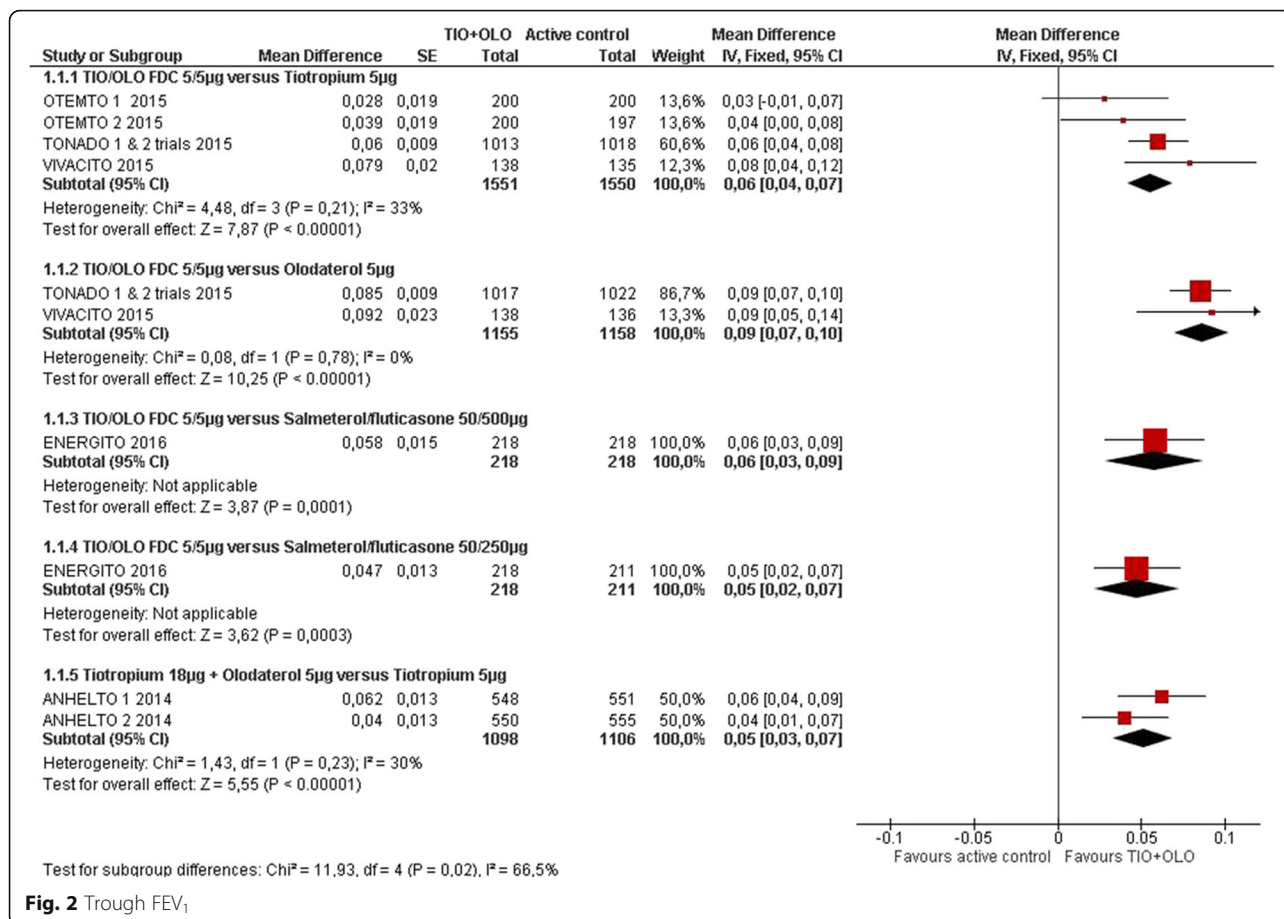 TIO+OLO Active control Mean Difference Mean Difference
Study or Subgroup Mean Difference SE Total Total Weight IV, Fixed, 95% CI IV, Fixed, 95% CI
1.1.1 TIO/OLO FDC 5/5µg versus Tiotropium 5µg
OTEMTO 1 2015 0,028 0,019 200 200 13,6% 0,03 [-0,01, 0,07]
OTEMTO 2 2015 0,039 0,019 200 197 13,6% 0,04 [0,00, 0,08]
TONADO 1 & 2 trials 2015 0,06 0,009 1013 1018 60,6% 0,06 [0,04, 0,08]
VIVACITO 2015 0,079 0,02 138 135 12,3% 0,08 [0,04, 0,12]
Subtotal (95% CI) 1551 1550 100,0% 0,06 [0,04, 0,07]
Heterogeneity: Chi² = 4,48, df = 3 (P = 0,21); I² = 33%
Test for overall effect: Z = 7,87 (P < 0.00001)
1.1.2 TIO/OLO FDC 5/5µg versus Olodaterol 5µg
TONADO 1 & 2 trials 2015 0,085 0,009 1017 1022 86,7% 0,09 [0,07, 0,10]
VIVACITO 2015 0,092 0,023 138 136 13,3% 0,09 [0,05, 0,14]
Subtotal (95% CI) 1155 1158 100,0% 0,09 [0,07, 0,10]
Heterogeneity: Chi² = 0,08, df = 1 (P = 0,78); I² = 0%
Test for overall effect: Z = 10,25 (P < 0.00001)
1.1.3 TIO/OLO FDC 5/5µg versus Salmeterol/fluticasone 50/500µg
ENERGITO 2016 0,058 0,015 218 218 100,0% 0,06 [0,03, 0,09]
Subtotal (95% CI) 218 218 100,0% 0,06 [0,03, 0,09]
Heterogeneity: Not applicable
Test for overall effect: Z = 3,87 (P = 0,0001)
1.1.4 TIO/OLO FDC 5/5µg versus Salmeterol/fluticasone 50/250µg
ENERGITO 2016 0,047 0,013 218 211 100,0% 0,05 [0,02, 0,07]
Subtotal (95% CI) 218 211 100,0% 0,05 [0,02, 0,07]
Heterogeneity: Not applicable
Test for overall effect: Z = 3,62 (P = 0,0003)
1.1.5 Tiotropium 18µg + Olodaterol 5µg versus Tiotropium 5µg
ANHELTO 1 2014 0,062 0,013 548 551 50,0% 0,06 [0,04, 0,09]
ANHELTO 2 2014 0,04 0,013 550 555 50,0% 0,04 [0,01, 0,07]
Subtotal (95% CI) 1098 1106 100,0% 0,05 [0,03, 0,07]
Heterogeneity: Chi² = 1,43, df = 1 (P = 0,23); I² = 30%
Test for overall effect: Z = 5,55 (P < 0.00001)
-0.1 -0.05 0 0.05 0.1
Favours active control Favours TIO+OLO
Test for subgroup differences: Chi² = 11,93, df = 4 (P = 0,02), I² = 66,5%
Fig. 2 Trough FEV₁